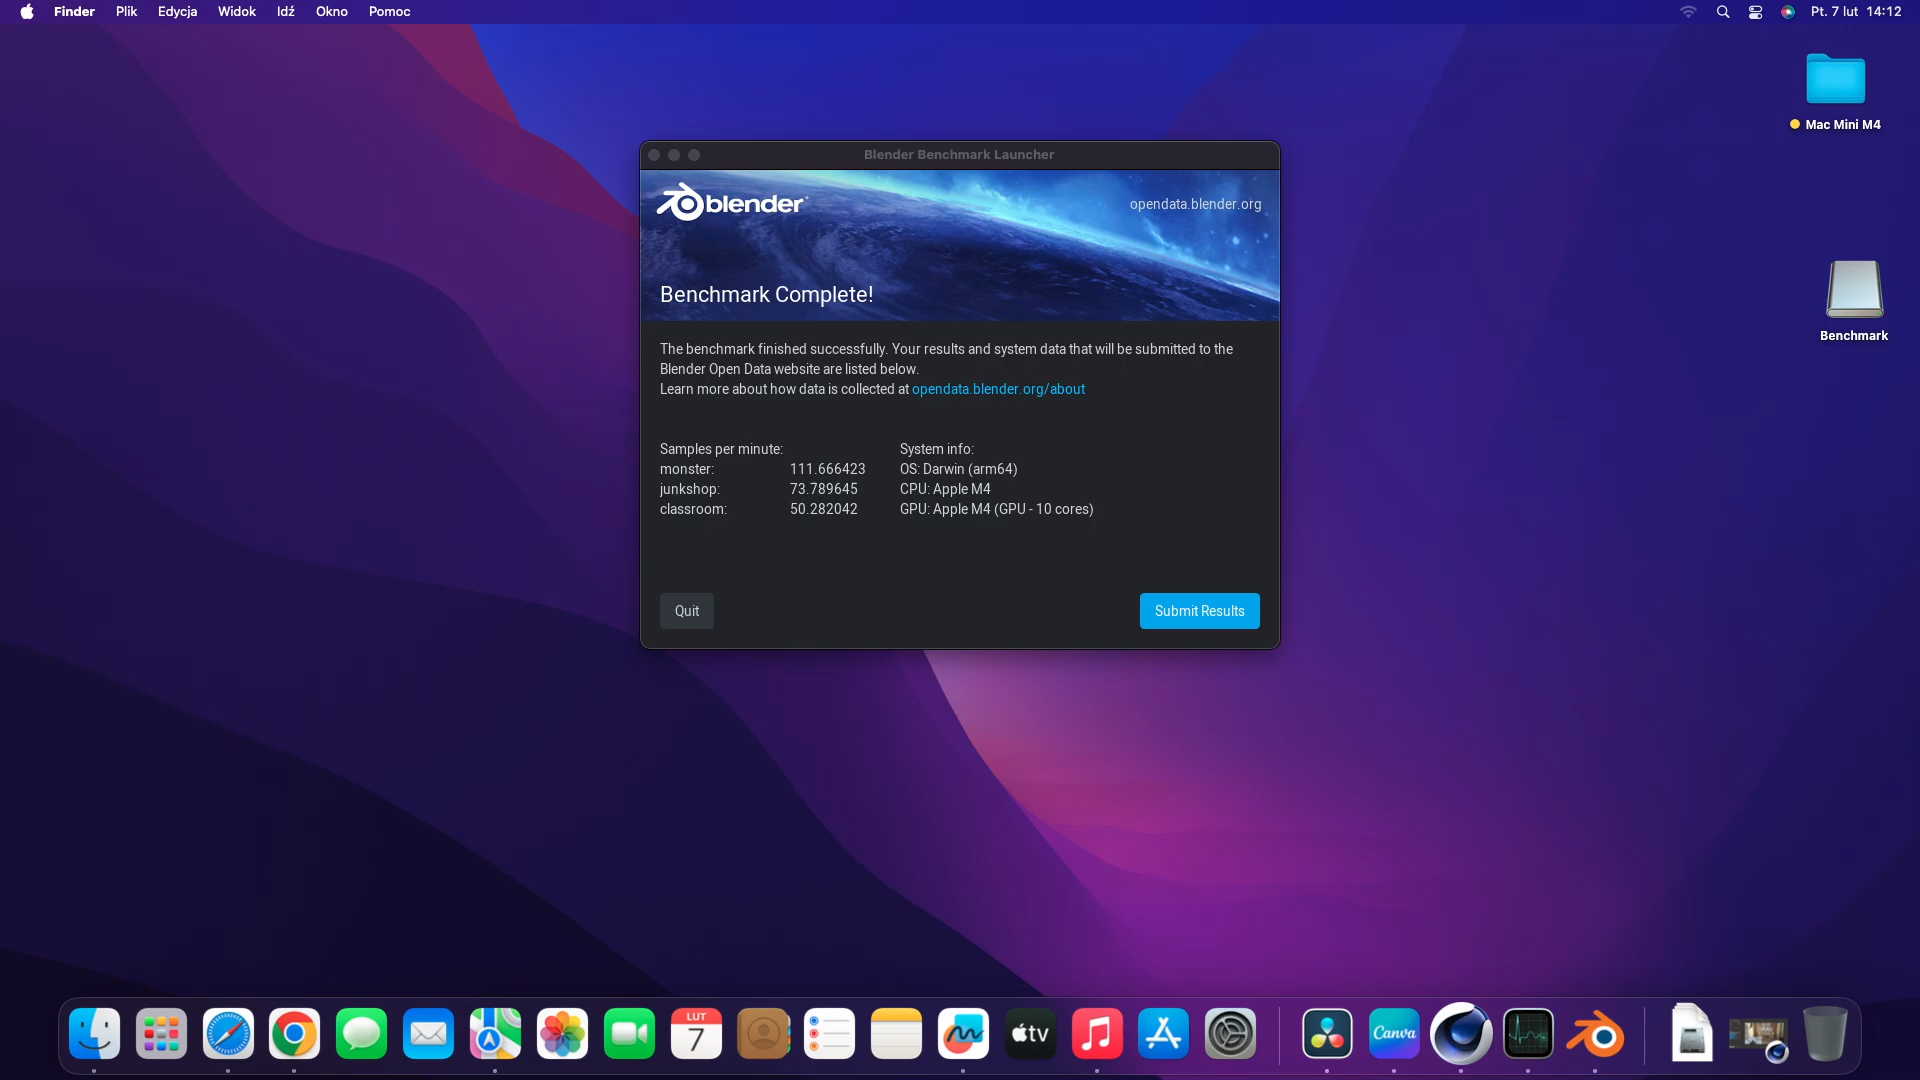 Finder Plik Edycja Widok Idź Okno Pomoc Pt. 7 lut 14:12
Mac Mini M4
Benchmark
Blender Benchmark Launcher
blender
opendata.blender.org
Benchmark Complete!
The benchmark finished successfully. Your results and system data that will be submitted to the
Blender Open Data website are listed below.
Learn more about how data is collected at opendata.blender.org/about
Samples per minute:
monster: 111.666423
junkshop: 73.789645
classroom: 50.282042
System info:
OS: Darwin (arm64)
CPU: Apple M4
GPU: Apple M4 (GPU - 10 cores)
Quit
Submit Results
LUT
7
tv
Canva